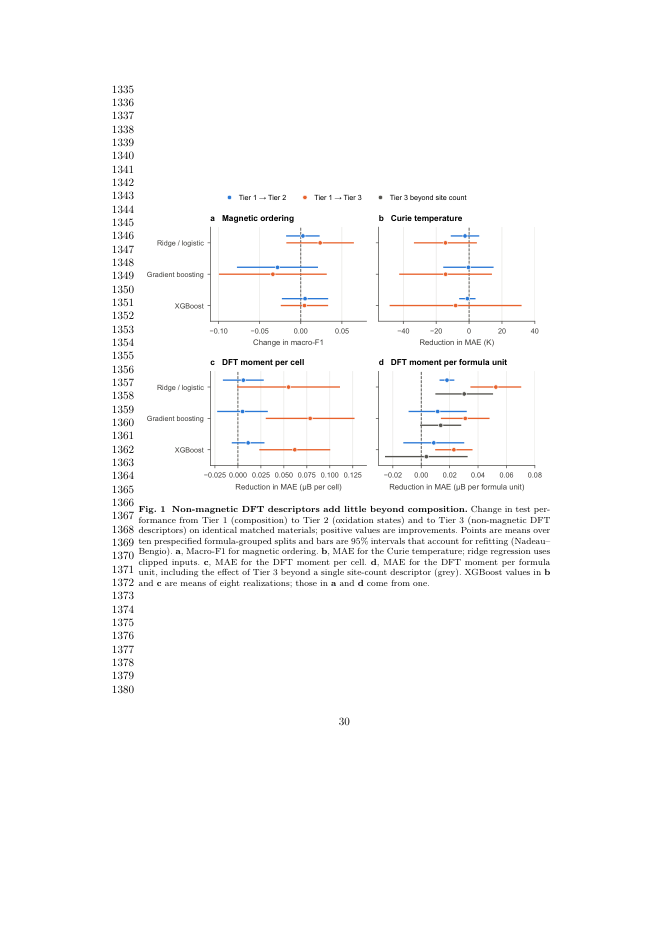 1335
1336
1337
1338
1339
1340
1341
1342
1343
1344
1345
1346
1347
1348
1349
1350
1351
1352
1353
1354
1355
1356
1357
1358
1359
1360
1361
1362
1363
1364
1365
1366
1367
1368
1369
1370
1371
1372
1373
1374
1375
1376
1377
1378
1379
1380
Tier 1 → Tier 2 Tier 1 → Tier 3 Tier 3 beyond site count
a Magnetic ordering
Ridge / logistic
Gradient boosting
XGBoost
−0.10 −0.05 0.00 0.05
Change in macro-F1
b Curie temperature
−40 −20 0 20 40
Reduction in MAE (K)
c DFT moment per cell
Ridge / logistic
Gradient boosting
XGBoost
−0.025 0.000 0.025 0.050 0.075 0.100 0.125
Reduction in MAE (μB per cell)
d DFT moment per formula unit
−0.02 0.00 0.02 0.04 0.06 0.08
Reduction in MAE (μB per formula unit)
Fig. 1 Non-magnetic DFT descriptors add little beyond composition. Change in test per-
formance from Tier 1 (composition) to Tier 2 (oxidation states) and to Tier 3 (non-magnetic DFT
descriptors) on identical matched materials; positive values are improvements. Points are means over
ten prespecified formula-grouped splits and bars are 95% intervals that account for refitting (Nadeau–
Bengio). a, Macro-F1 for magnetic ordering. b, MAE for the Curie temperature; ridge regression uses
clipped inputs. c, MAE for the DFT moment per cell. d, MAE for the DFT moment per formula
unit, including the effect of Tier 3 beyond a single site-count descriptor (grey). XGBoost values in b
and c are means of eight realizations; those in a and d come from one.
30